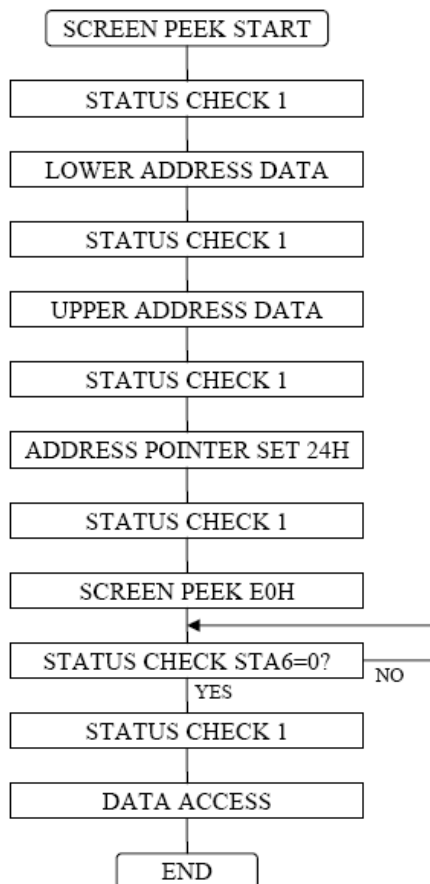 SCREEN PEEK START
STATUS CHECK 1
LOWER ADDRESS DATA
STATUS CHECK 1
UPPER ADDRESS DATA
STATUS CHECK 1
ADDRESS POINTER SET 24H
STATUS CHECK 1
SCREEN PEEK E0H
STATUS CHECK STA6=0?
NO
YES
STATUS CHECK 1
DATA ACCESS
END